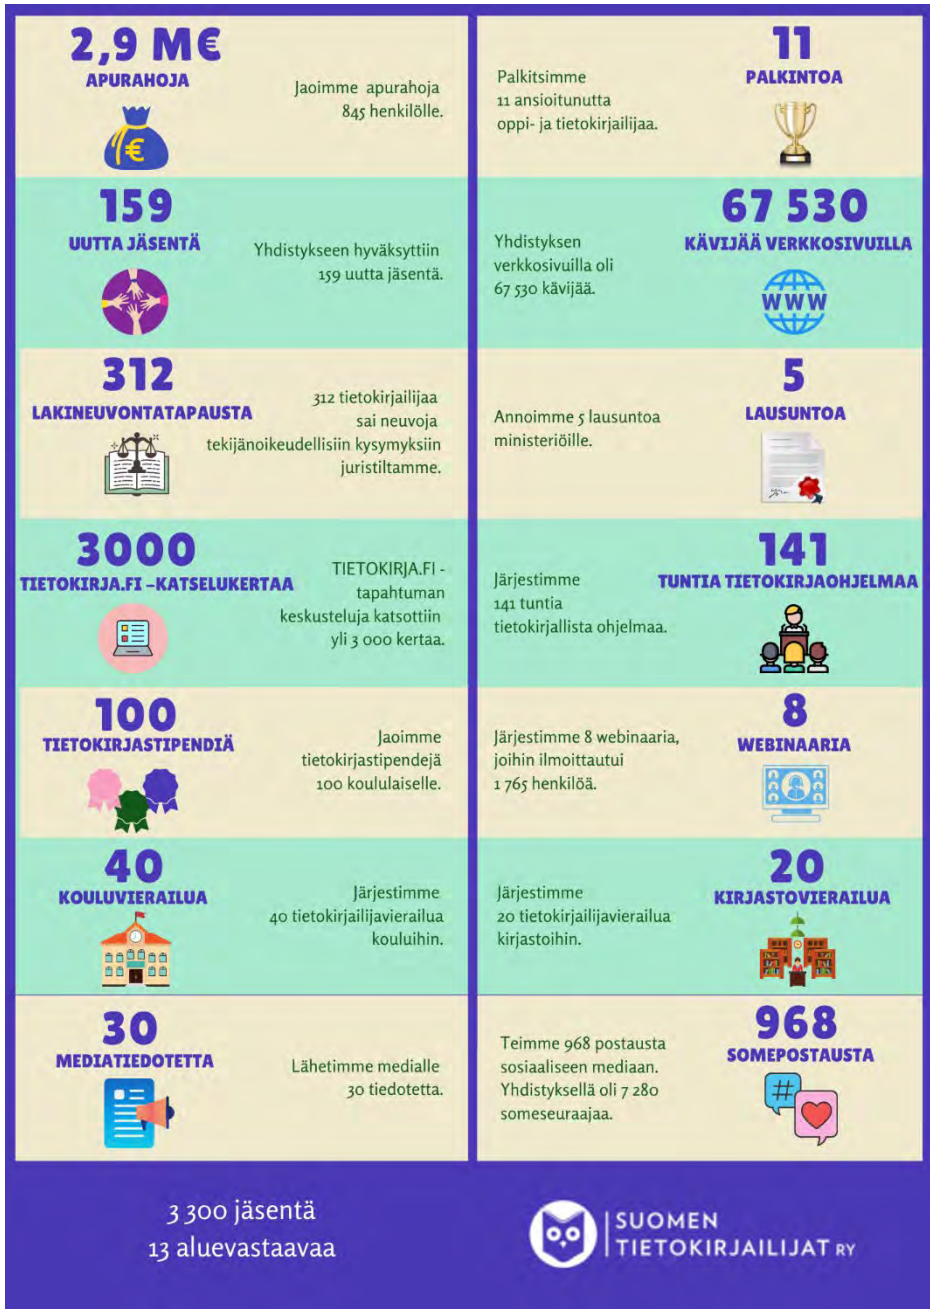 2,9 M€
APURAHOJA
Jaoimme apurahoja
845 henkilölle.
€
11
PALKINTOA
Palkitsimme
11 ansioitunutta
oppi- ja tietokirjailijaa.
159
UUTTA JÄSENTÄ
Yhdistykseen hyväksyttiin
159 uutta jäsentä.
67 530
KÄVIJÄÄ VERKKOSIVUILLA
Yhdistyksen
verkkosivuilla oli
67 530 kävijää.
WWW
312
LAKINEUVONTATAPAUSTA
312 tietokirjailijaa
sai neuvoja
tekijänoikeudellisiin kysymyksiin
juristiltamme.
5
LAUSUNTOA
Annoimme 5 lausuntoa
ministeriöille.
3000
TIETOKIRJA.FI -KATSELUKERTAA
TIETOKIRJA.FI -
tapahtuman
keskusteluja katsottiin
yli 3 000 kertaa.
141
TUNTIA TIETOKIRJAOHJELMAA
Järjestimme
141 tuntia
tietokirjallista ohjelmaa.
100
TIETOKIRJASTIPENDIÄ
Jaoimme
tietokirjastipendejä
100 koululaiselle.
8
WEBINAARIA
Järjestimme 8 webinaaria,
joihin ilmoittautui
1 765 henkilöä.
40
KOULUVIERAILUA
Järjestimme
40 tietokirjailijavierailua
kouluihin.
20
KIRJASTOVIERAILUA
Järjestimme
20 tietokirjailijavierailua
kirjastoihin.
30
MEDIATIEDOTETTA
Lähetimme medialle
30 tiedotetta.
968
SOMEPOSTAUSTA
Teimme 968 postausta
sosiaaliseen mediaan.
Yhdistyksellä oli 7 280
someseuraajaa.
#
3 300 jäsentä
13 aluevastaavaa
SUOMEN
TIETOKIRJAILIJAT RY